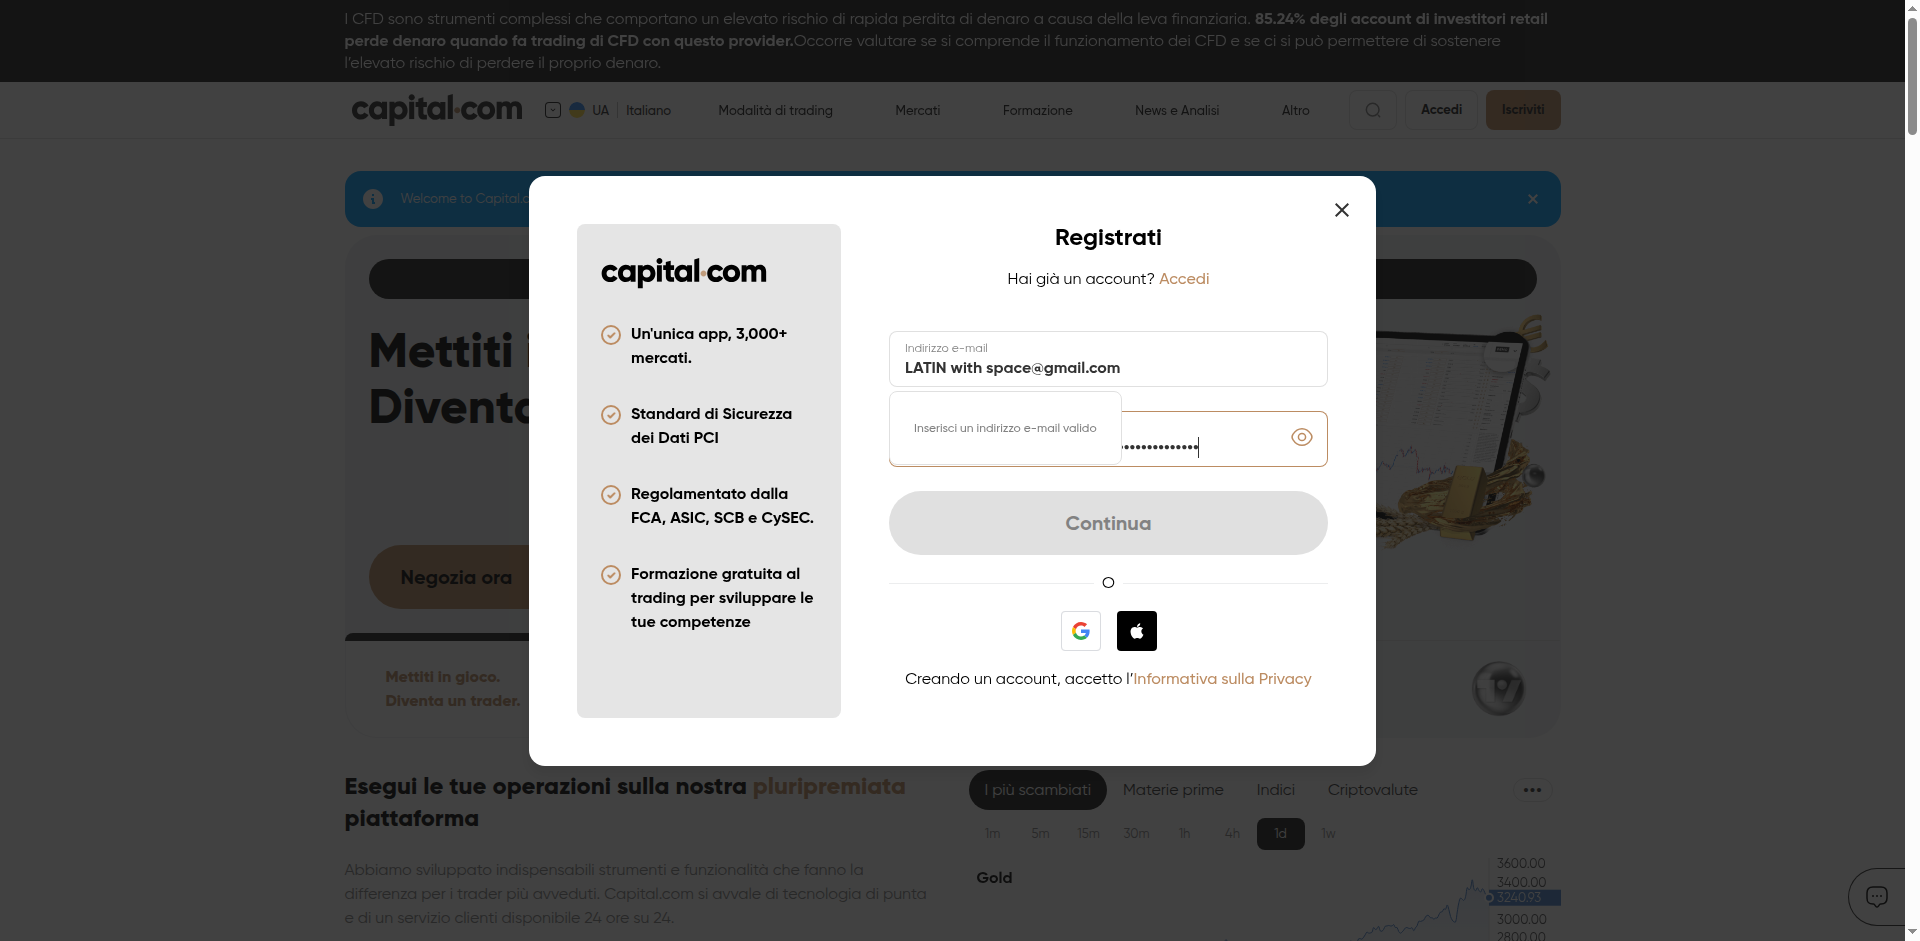 I CFD sono strumenti complessi che comportano un elevato rischio di rapida perdita di denaro a causa della leva finanziaria. 85.24% degli account di investitori retail
perde denaro quando fa trading di CFD con questo provider.Occorre valutare se si comprende il funzionamento dei CFD e se ci si può permettere di sostenere
l'elevato rischio di perdere il proprio denaro.
capital.com UA Italiano Modalità di trading Mercati Formazione News e Analisi Altro Accedi Iscriviti
Welcome to Capital.c
Mettiti
Divent
Negozia ora
Mettiti in gioco.
Diventa un trader.
capital.com
Un'unica app, 3,000+
mercati.
Standard di Sicurezza
dei Dati PCI
Regolamentato dalla
FCA, ASIC, SCB e CySEC.
Formazione gratuita al
trading per sviluppare le
tue competenze
Registrati
Hai già un account? Accedi
Indirizzo e-mail
LATIN with space@gmail.com
Inserisci un indirizzo e-mail valido
Continua
O
Creando un account, accetto l'Informativa sulla Privacy
Esegui le tue operazioni sulla nostra pluripremiata
piattaforma
Abbiamo sviluppato indispensabili strumenti e funzionalità che fanno la
differenza per i trader più avveduti. Capital.com si avvale di tecnologia di punta
e di un servizio clienti disponibile 24 ore su 24.
I più scambiati Materie prime Indici Criptovalute
1m 5m 15m 30m 1h 4h 1d 1w
Gold
3600.00
3400.00
3240.93
3000.00
2800.00